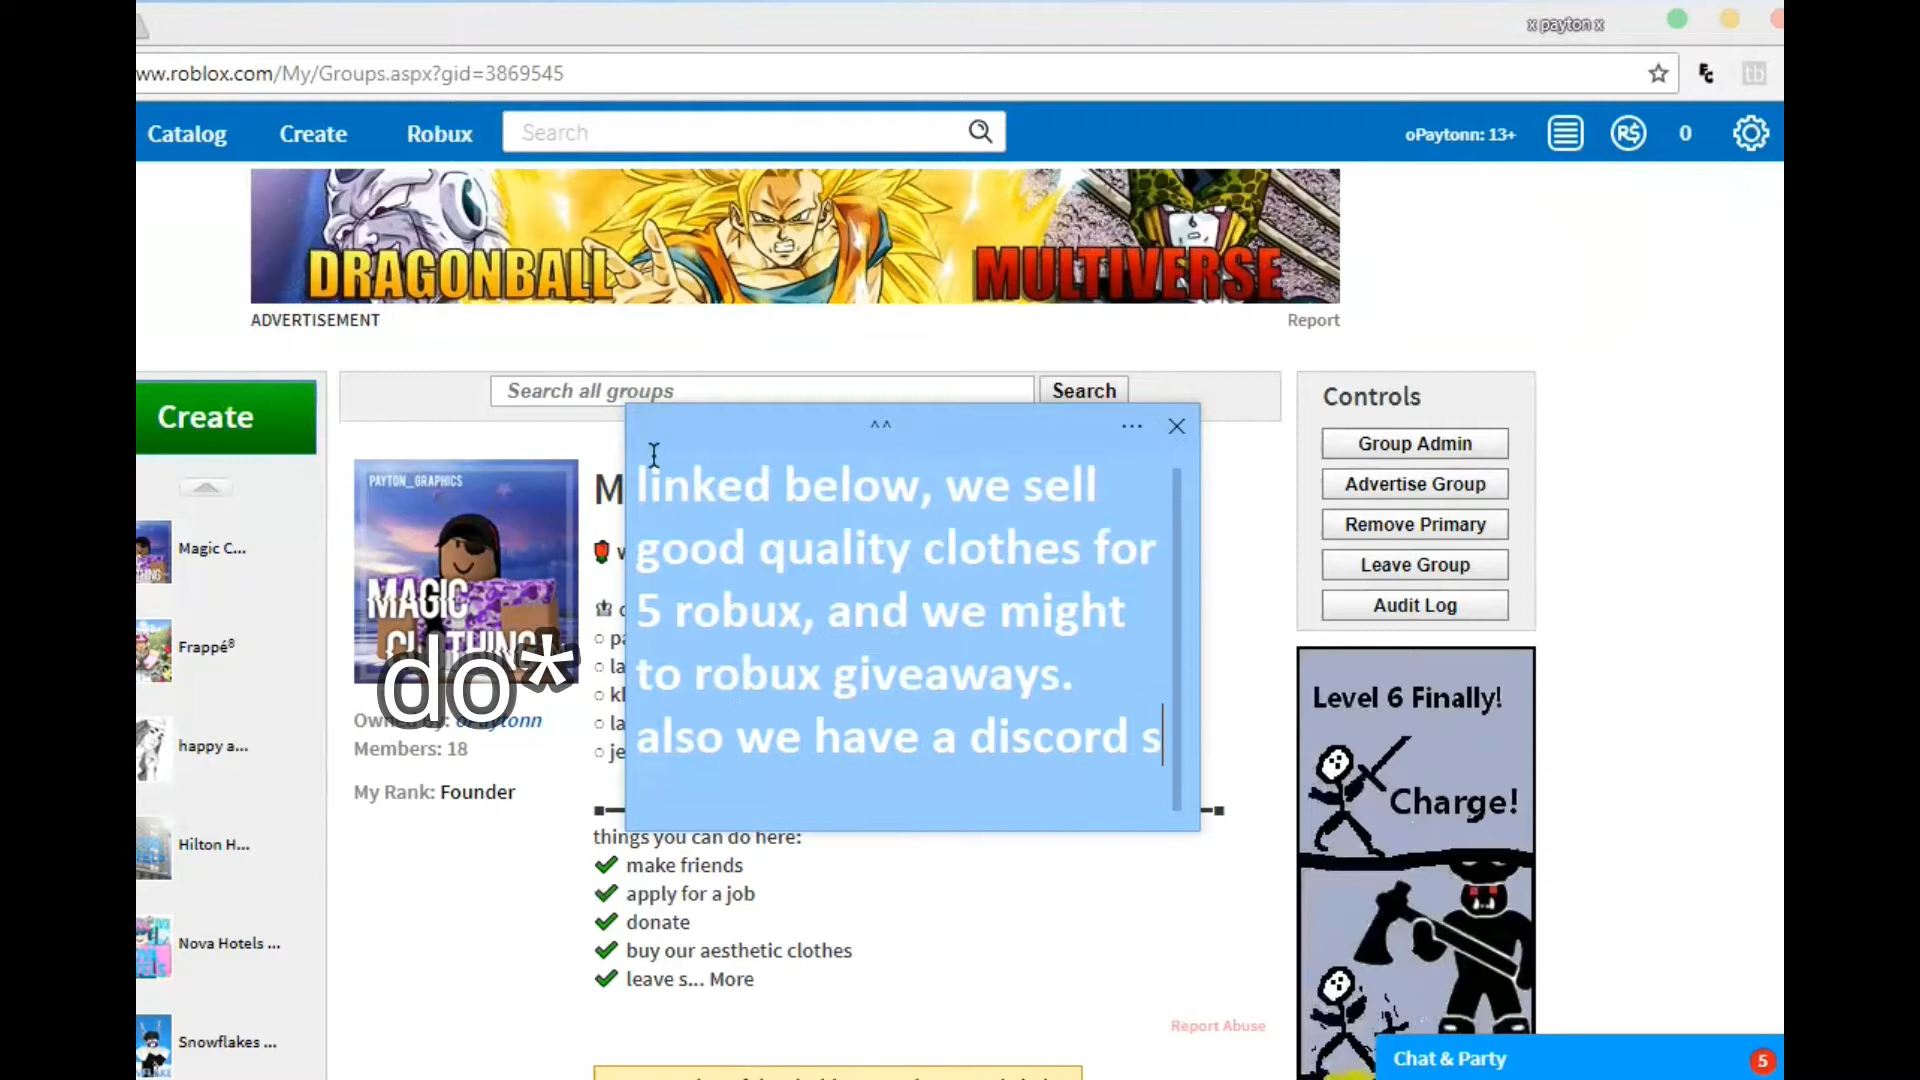 x payton x
ww.roblox.com/My/Groups.aspx?gid=3869545
Catalog
Create
Robux
Search
oPaytonn: 13+
R$
0
DRAGONBALL
MULTIVERSE
ADVERTISEMENT
Report
Create
Search all groups
Search
Controls
Group Admin
Advertise Group
Remove Primary
Leave Group
Audit Log
PAYTON_GRAPHICS
MAGIC
CLOTHING
do*
Owned By: oPaytonn
Members: 18
My Rank: Founder
^^
linked below, we sell
good quality clothes for
5 robux, and we might
to robux giveaways.
also we have a discord s
things you can do here:
make friends
apply for a job
donate
buy our aesthetic clothes
leave s... More
Report Abuse
Magic C...
Frappé®
happy a...
Hilton H...
Nova Hotels ...
Snowflakes ...
Level 6 Finally!
Charge!
Chat & Party
5